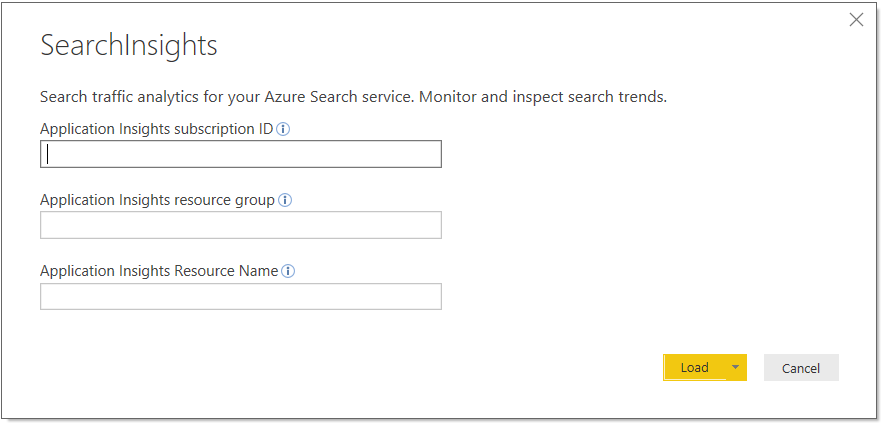 SearchInsights
Search traffic analytics for your Azure Search service. Monitor and inspect search trends.
Application Insights subscription ID
Application Insights resource group
Application Insights Resource Name
Load
Cancel